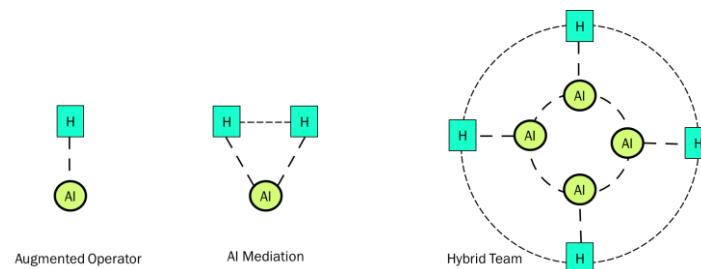 H
AI
Augmented Operator
H H
AI
AI Mediation
H
AI
H AI AI H
AI
H
Hybrid Team